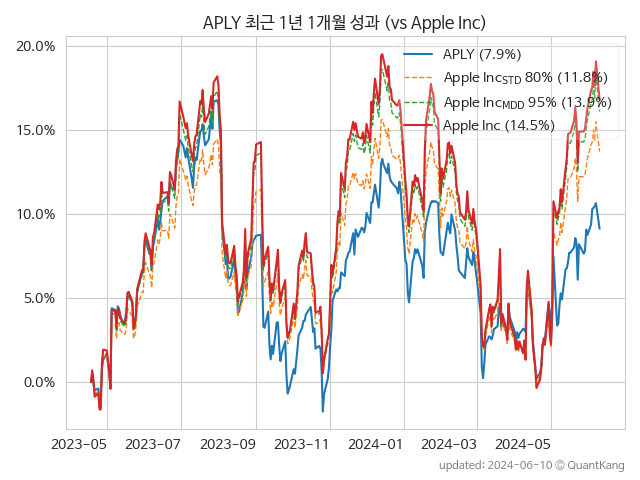 APLY 최근 1년 1개월 성과 (vs Apple Inc)
20.0%
15.0%
10.0%
5.0%
0.0%
APLY (7.9%)
Apple Inc_STD 80% (11.8%)
Apple Inc_MDD 95% (13.9%)
Apple Inc (14.5%)
2023-05 2023-07 2023-09 2023-11 2024-01 2024-03 2024-05
updated: 2024-06-10 ⓒ QuantKang